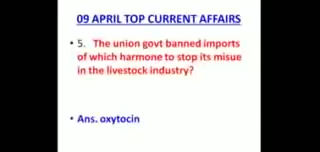 09 APRIL TOP CURRENT AFFAIRS
• 5. The union govt banned imports
of which harmone to stop its misue
in the livestock industry?
• Ans. oxytocin